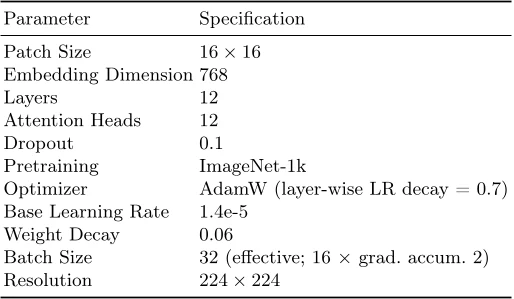 Parameter Specification
Patch Size 16 × 16
Embedding Dimension 768
Layers 12
Attention Heads 12
Dropout 0.1
Pretraining ImageNet-1k
Optimizer AdamW (layer-wise LR decay = 0.7)
Base Learning Rate 1.4e-5
Weight Decay 0.06
Batch Size 32 (effective; 16 × grad. accum. 2)
Resolution 224 × 224